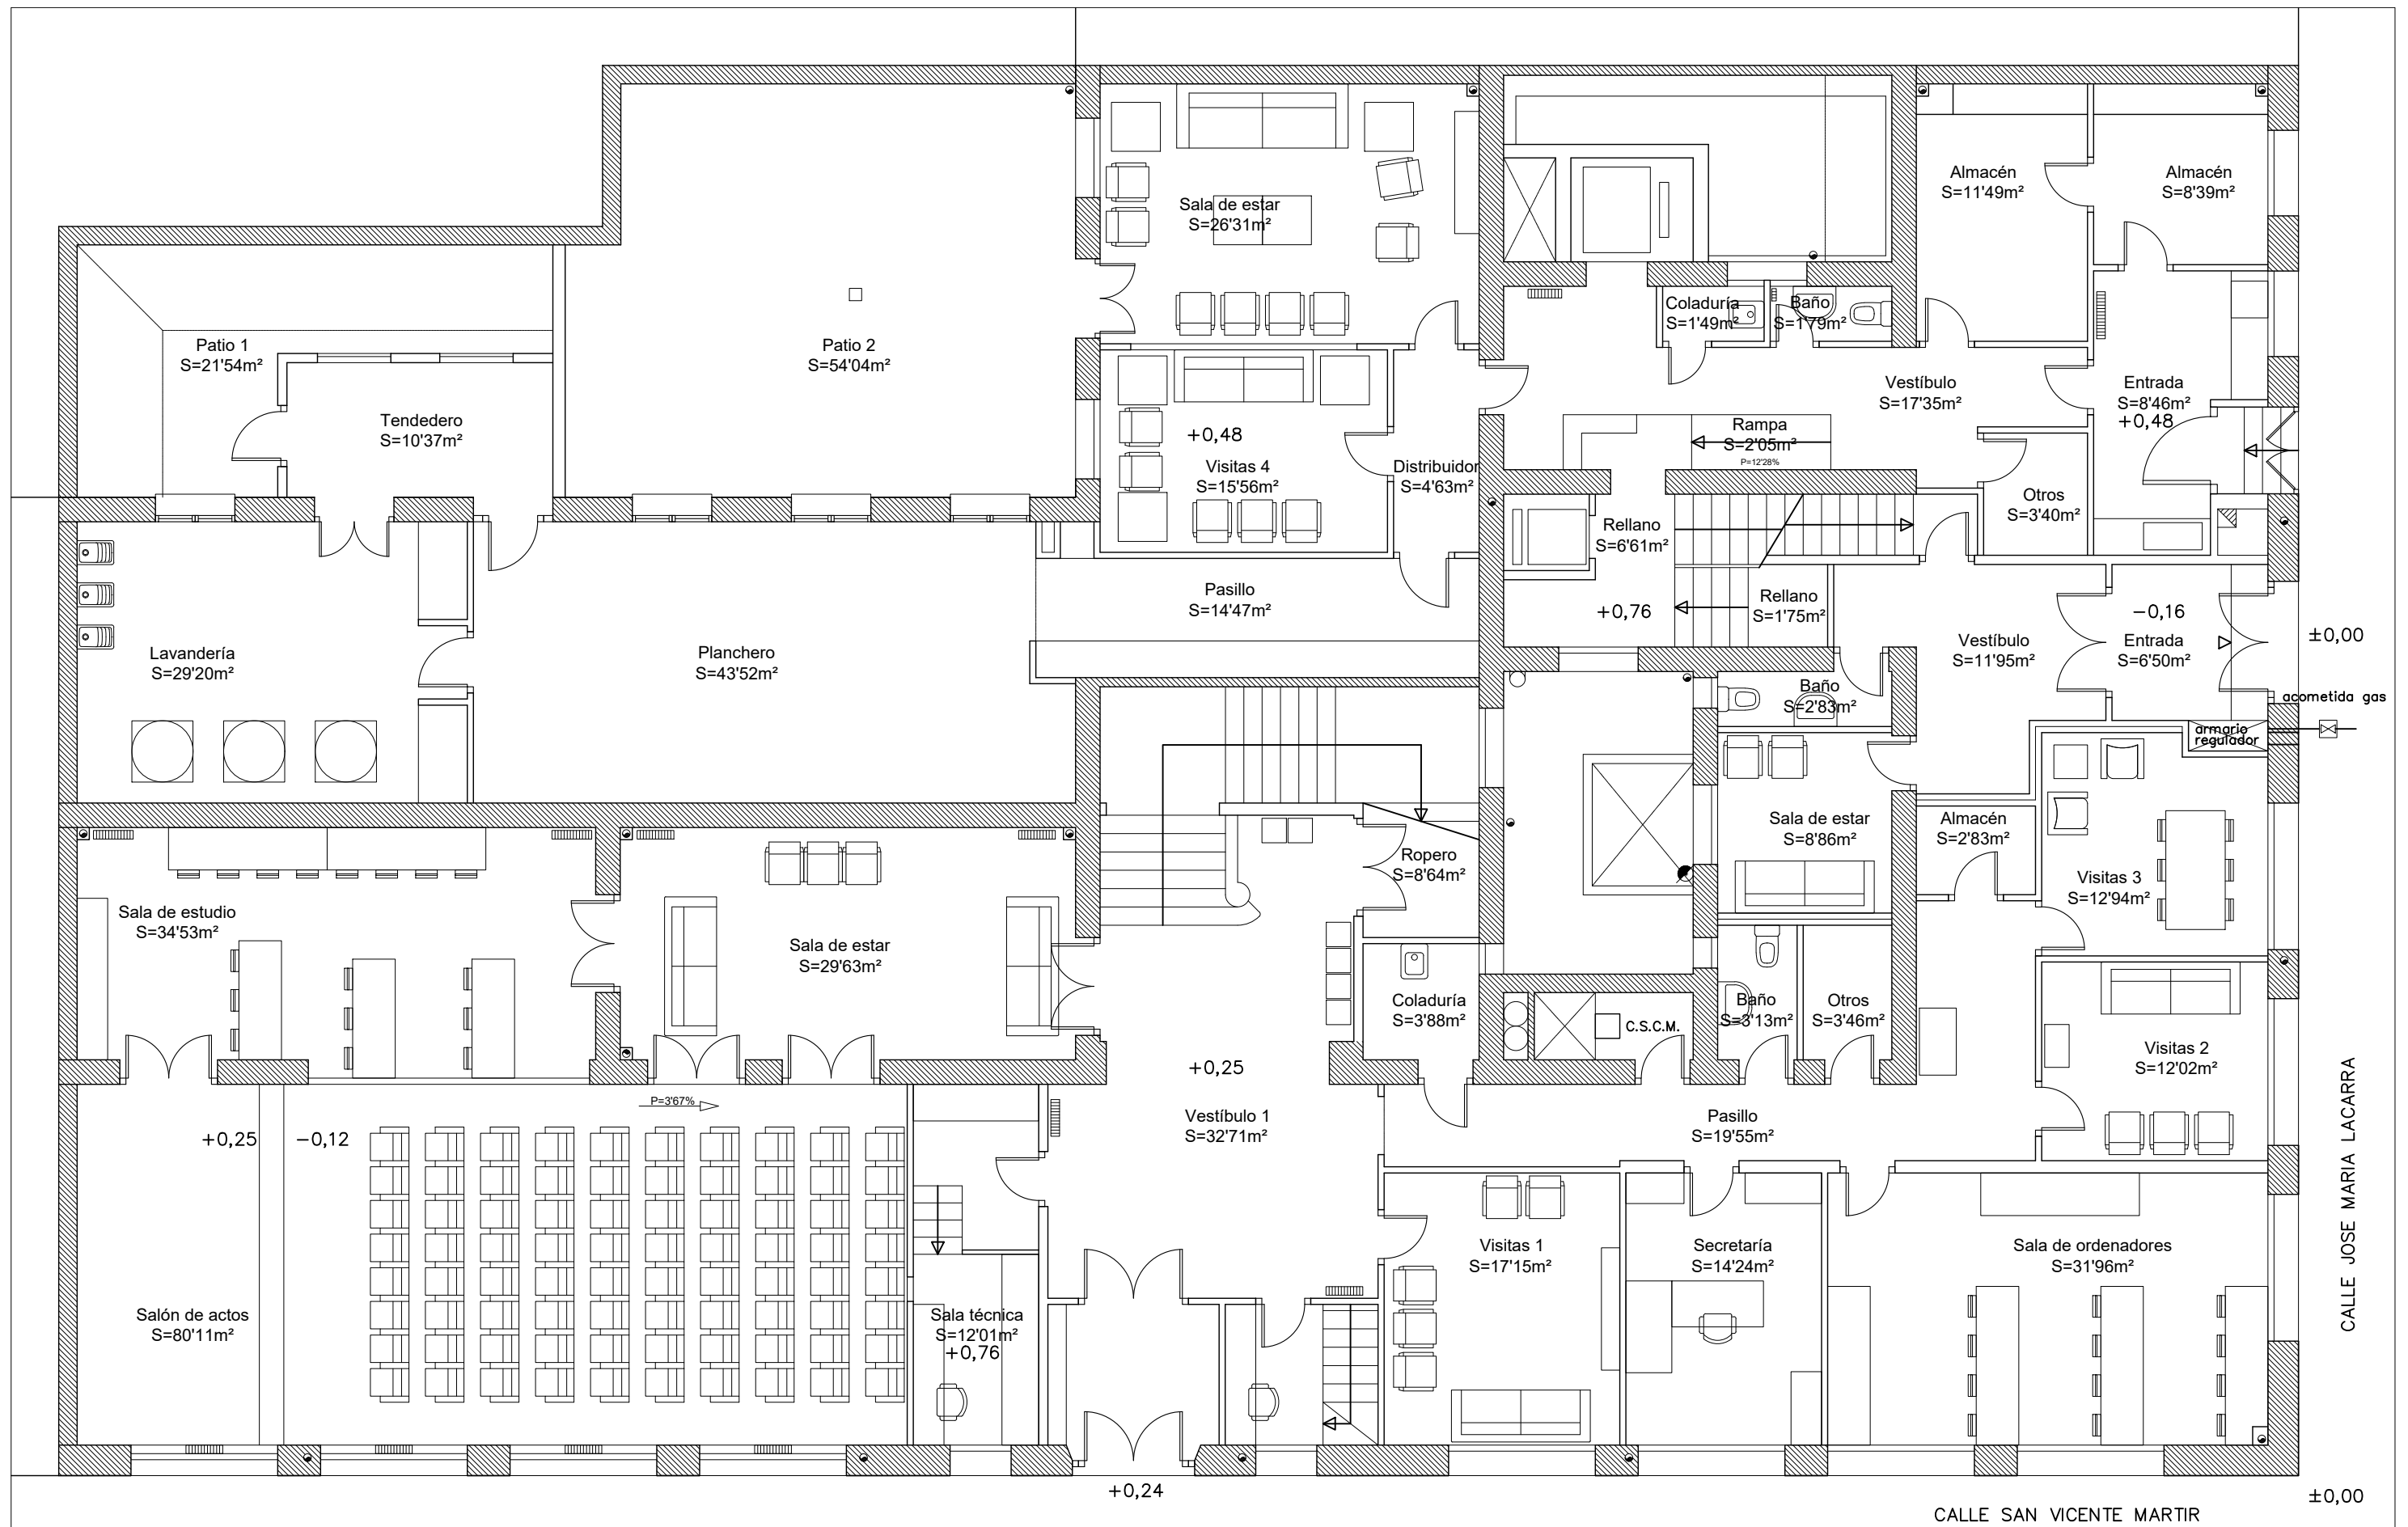 Almacén
S=11'49m²
Almacén
S=8'39m²
Sala de estar
S=26'31m²
Coladuría
S=1'49m²
Baño
S=1'79m²
Patio 1
S=21'54m²
Patio 2
S=54'04m²
Vestíbulo
S=17'35m²
Entrada
S=8'46m²
+0,48
Tendedero
S=10'37m²
+0,48
Visitas 4
S=15'56m²
Distribuidor
S=4'63m²
Rampa
S=2'05m²
P=12'28%
Otros
S=3'40m²
Rellano
S=6'61m²
Pasillo
S=14'47m²
+0,76
Rellano
S=1'75m²
-0,16
Entrada
S=6'50m²
±0,00
Vestíbulo
S=11'95m²
Lavandería
S=29'20m²
Planchero
S=43'52m²
Baño
S=2'83m²
acometida gas
armario
regulador
Sala de estar
S=8'86m²
Almacén
S=2'83m²
Ropero
S=8'64m²
Visitas 3
S=12'94m²
Sala de estudio
S=34'53m²
Sala de estar
S=29'63m²
Coladuría
S=3'88m²
C.S.C.M.
Baño
S=3'13m²
Otros
S=3'46m²
Visitas 2
S=12'02m²
+0,25
P=3'67%
Vestíbulo 1
S=32'71m²
Pasillo
S=19'55m²
+0,25
-0,12
CALLE JOSE MARIA LACARRA
Visitas 1
S=17'15m²
Secretaría
S=14'24m²
Sala de ordenadores
S=31'96m²
Salón de actos
S=80'11m²
Sala técnica
S=12'01m²
+0,76
+0,24
±0,00
CALLE SAN VICENTE MARTIR